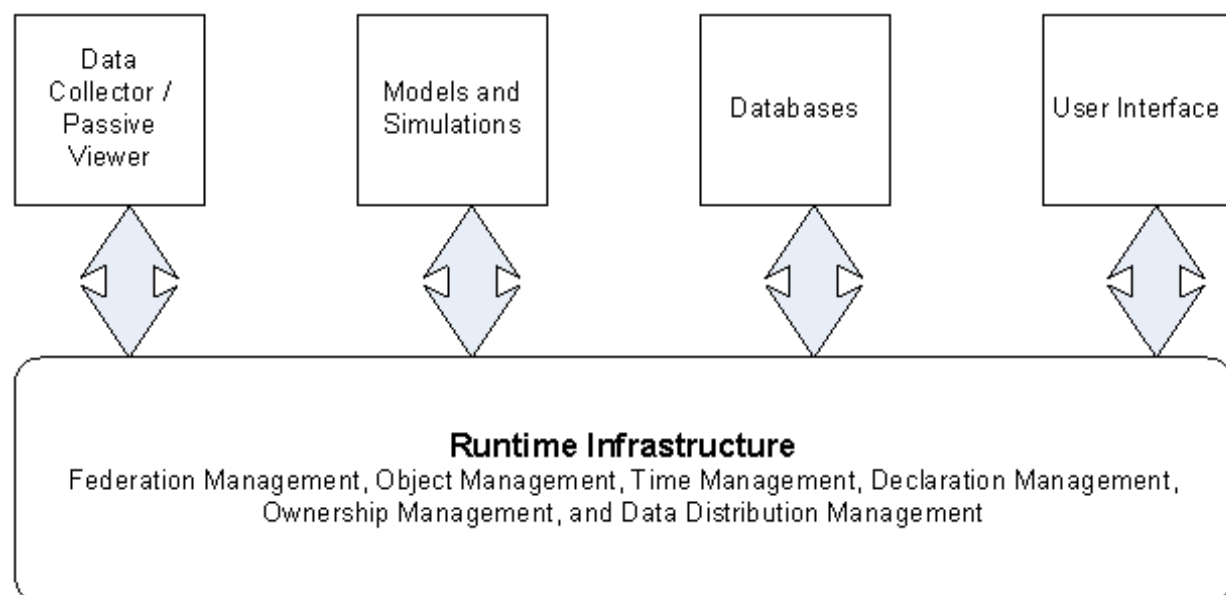 Data
Collector /
Passive
Viewer
Models and
Simulations
Databases
User Interface
Runtime Infrastructure
Federation Management, Object Management, Time Management, Declaration Management,
Ownership Management, and Data Distribution Management